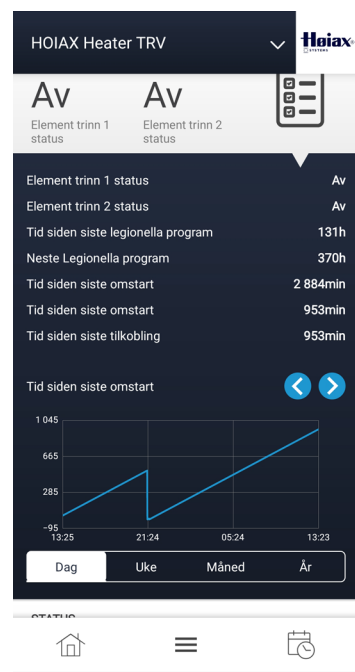 HOIAX Heater TRV
Høiax
SYSTEMS
Av
Av
Element trinn 1
status
Element trinn 2
status
Element trinn 1 status Av
Element trinn 2 status Av
Tid siden siste legionella program 131h
Neste Legionella program 370h
Tid siden siste omstart 2 884min
Tid siden siste omstart 953min
Tid siden siste tilkobling 953min
Tid siden siste omstart
1 045
665
285
-95
13:25 21:24 05:24 13:23
Dag Uke Måned År
STATUS